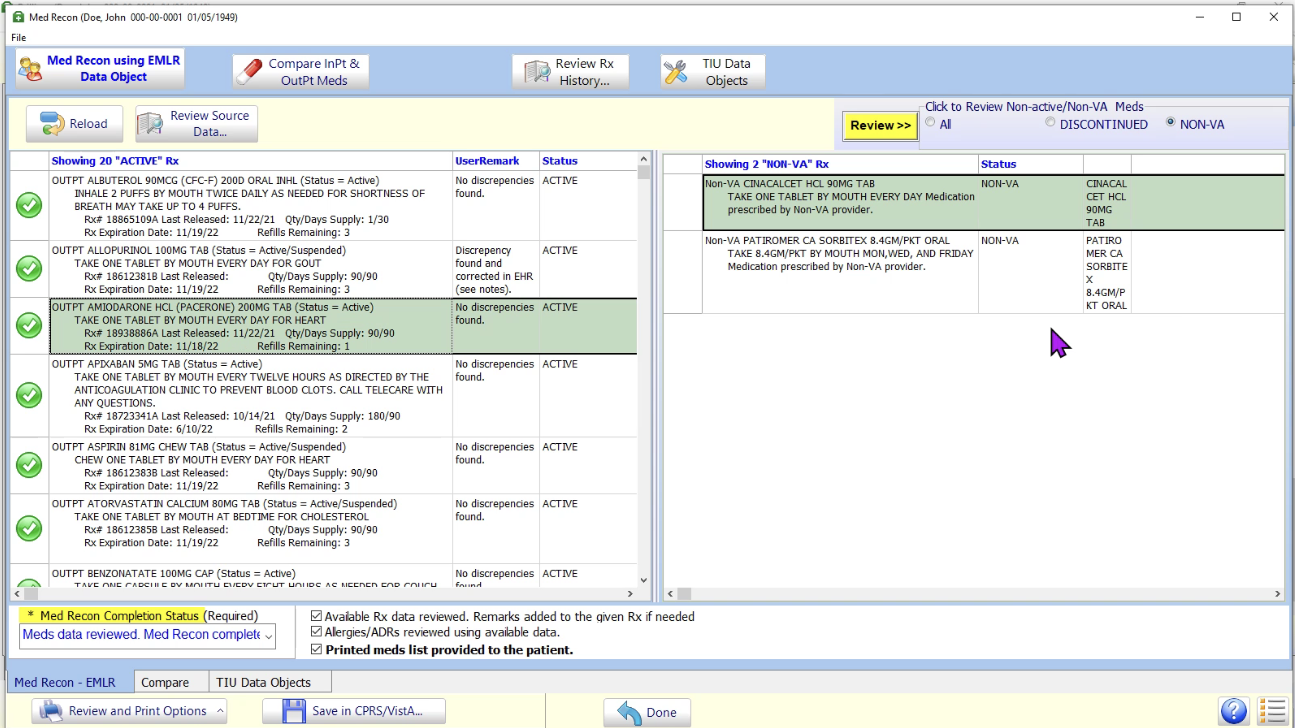 Med Recon (Doe, John 000-00-0001 01/05/1949)
File
Med Recon using EMLR
Data Object
Compare InPt &
OutPt Meds
Review Rx
History...
TIU Data
Objects
Reload
Review Source
Data...
Review >>
Click to Review Non-active/Non-VA Meds
All
DISCONTINUED
NON-VA
Showing 20 "ACTIVE" Rx UserRemark Status
OUTPT ALBUTEROL 90MCG (CFC-F) 200D ORAL INHL (Status = Active)
INHALE 2 PUFFS BY MOUTH TWICE DAILY AS NEEDED FOR SHORTNESS OF
BREATH MAY TAKE UP TO 4 PUFFS.
Rx# 18865109A Last Released: 11/22/21 Qty/Days Supply: 1/30
Rx Expiration Date: 11/19/22 Refills Remaining: 3
No discrepencies
found.
ACTIVE
OUTPT ALLOPURINOL 100MG TAB (Status = Active/Suspended)
TAKE ONE TABLET BY MOUTH EVERY DAY FOR GOUT
Rx# 18612381B Last Released: Qty/Days Supply: 90/90
Rx Expiration Date: 11/19/22 Refills Remaining: 3
Discrepency
found and
corrected in EHR
(see notes).
ACTIVE
OUTPT AMIODARONE HCL (PACERONE) 200MG TAB (Status = Active)
TAKE ONE TABLET BY MOUTH EVERY DAY FOR HEART
Rx# 18938886A Last Released: 11/22/21 Qty/Days Supply: 90/90
Rx Expiration Date: 11/18/22 Refills Remaining: 1
No discrepencies
found.
ACTIVE
OUTPT APIXABAN 5MG TAB (Status = Active)
TAKE ONE TABLET BY MOUTH EVERY TWELVE HOURS AS DIRECTED BY THE
ANTICOAGULATION CLINIC TO PREVENT BLOOD CLOTS. CALL TELECARE WITH
ANY QUESTIONS.
Rx# 18723341A Last Released: 10/14/21 Qty/Days Supply: 180/90
Rx Expiration Date: 6/10/22 Refills Remaining: 2
No discrepencies
found.
ACTIVE
OUTPT ASPIRIN 81MG CHEW TAB (Status = Active/Suspended)
CHEW ONE TABLET BY MOUTH EVERY DAY FOR HEART
Rx# 18612383B Last Released: Qty/Days Supply: 90/90
Rx Expiration Date: 11/19/22 Refills Remaining: 3
No discrepencies
found.
ACTIVE
OUTPT ATORVASTATIN CALCIUM 80MG TAB (Status = Active/Suspended)
TAKE ONE TABLET BY MOUTH AT BEDTIME FOR CHOLESTEROL
Rx# 18612385B Last Released: Qty/Days Supply: 90/90
Rx Expiration Date: 11/19/22 Refills Remaining: 3
No discrepencies
found.
ACTIVE
OUTPT BENZONATATE 100MG CAP (Status = Active)
TAKE ONE CAPSULE BY MOUTH EVERY EIGHT HOURS AS NEEDED FOR COUGH
No discrepencies
found.
ACTIVE
Showing 2 "NON-VA" Rx Status
Non-VA CINACALCET HCL 90MG TAB
TAKE ONE TABLET BY MOUTH EVERY DAY Medication
prescribed by Non-VA provider.
NON-VA
CINACAL
CET HCL
90MG
TAB
Non-VA PATIROMER CA SORBITEX 8.4GM/PKT ORAL
TAKE 8.4GM/PKT BY MOUTH MON,WED, AND FRIDAY
Medication prescribed by Non-VA provider.
NON-VA
PATIRO
MER CA
SORBITE
X
8.4GM/P
KT ORAL
* Med Recon Completion Status (Required)
Meds data reviewed. Med Recon complete
Available Rx data reviewed. Remarks added to the given Rx if needed
Allergies/ADRs reviewed using available data.
Printed meds list provided to the patient.
Med Recon - EMLR Compare TIU Data Objects
Review and Print Options
Save in CPRS/VistA...
Done